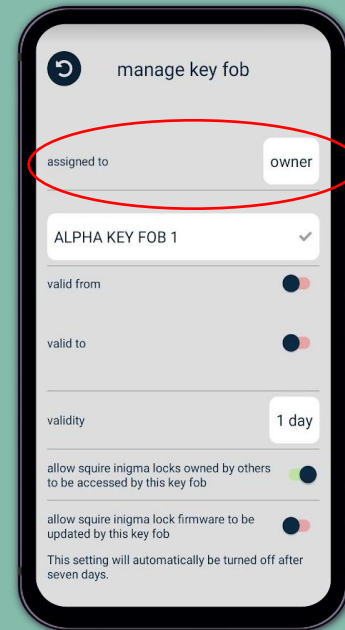 manage key fob
assigned to
owner
ALPHA KEY FOB 1
valid from
valid to
validity
1 day
allow squire inigma locks owned by others
to be accessed by this key fob
allow squire inigma lock firmware to be
updated by this key fob
This setting will automatically be turned off after
seven days.